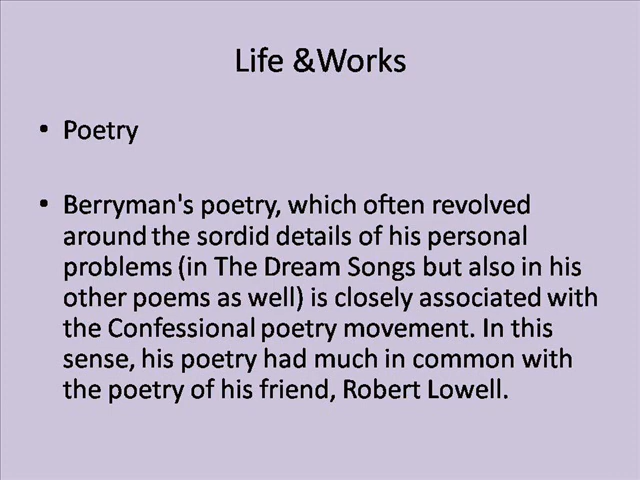 Life &Works
• Poetry
• Berryman's poetry, which often revolved
around the sordid details of his personal
problems (in The Dream Songs but also in his
other poems as well) is closely associated with
the Confessional poetry movement. In this
sense, his poetry had much in common with
the poetry of his friend, Robert Lowell.